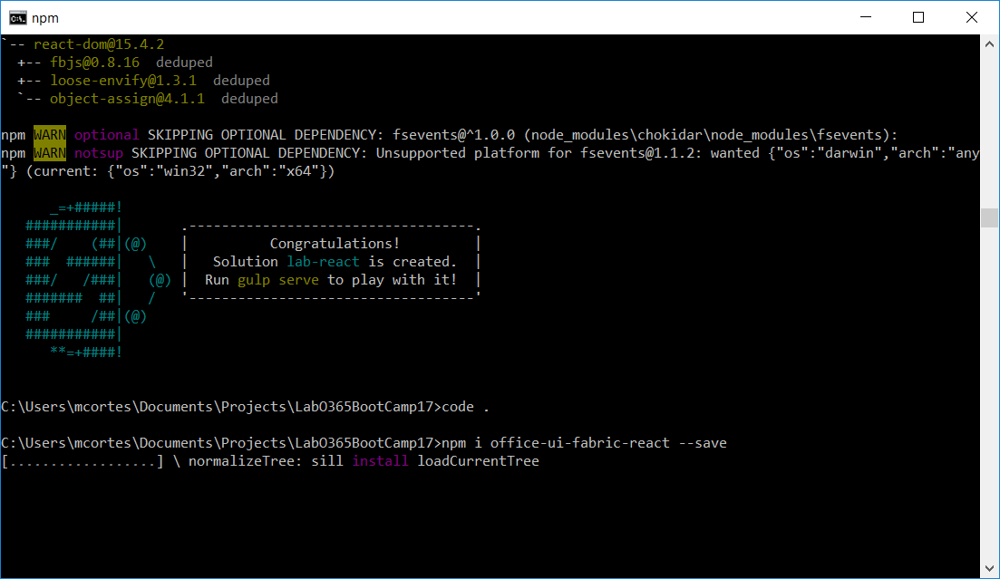 npm
`-- react-dom@15.4.2
  +-- fbjs@0.8.16  deduped
  +-- loose-envify@1.3.1  deduped
  `-- object-assign@4.1.1  deduped
npm WARN optional SKIPPING OPTIONAL DEPENDENCY: fsevents@^1.0.0 (node_modules\chokidar\node_modules\fsevents):
npm WARN notsup SKIPPING OPTIONAL DEPENDENCY: Unsupported platform for fsevents@1.1.2: wanted {"os":"darwin","arch":"any
"} (current: {"os":"win32","arch":"x64"})
      _=+#####!
   ###########|       .-----------------------------------.
   ###/    (##|(@)    |          Congratulations!         |
   ###  ######|   \   |   Solution lab-react is created.  |
   ###/   /###|   (@) |  Run gulp serve to play with it!  |
   #######  ##|   /   '-----------------------------------'
   ###     /##|(@)
   ###########|
      **=+####!
C:\Users\mcortes\Documents\Projects\LabO365BootCamp17>code .
C:\Users\mcortes\Documents\Projects\LabO365BootCamp17>npm i office-ui-fabric-react --save
[..................] \ normalizeTree: sill install loadCurrentTree